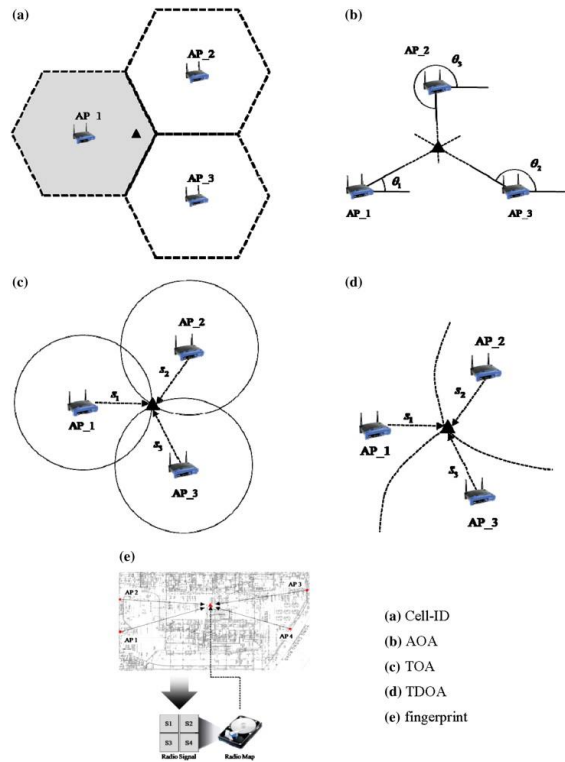 (a)
AP_1
AP_2
AP_3
(b)
AP_2
θ3
AP_1
θ1
θ2
AP_3
(c)
AP_2
s2
s1
AP_1
s3
AP_3
(d)
AP_2
s2
s1
AP_1
s3
AP_3
(e)
AP 2
AP 3
AP 1
AP 4
S1 S2
S3 S4
Radio Signal
Radio Map
(a) Cell-ID
(b) AOA
(c) TOA
(d) TDOA
(e) fingerprint